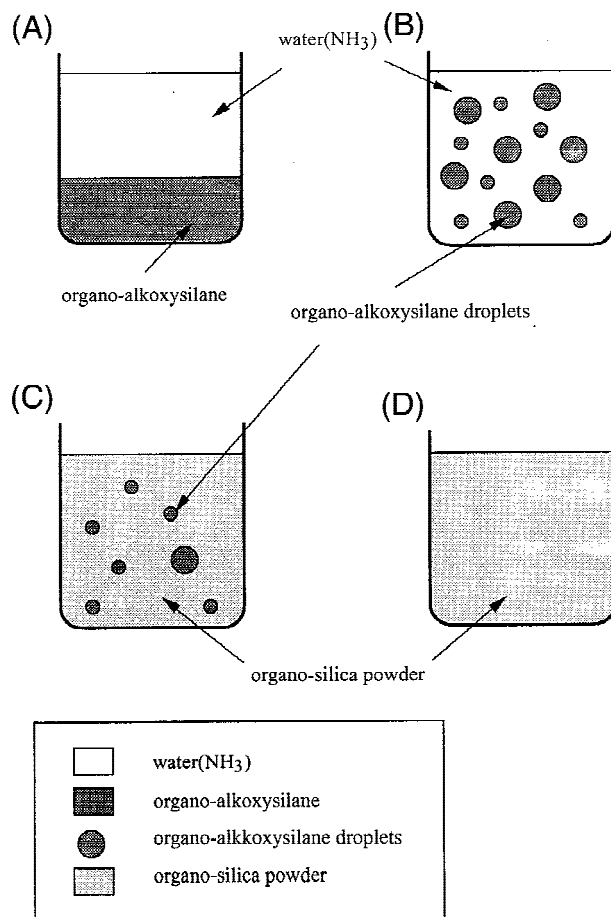 (A)
water(NH3)
(B)
organo-alkoxysilane
organo-alkoxysilane droplets
(C)
(D)
organo-silica powder
water(NH3)
organo-alkoxysilane
organo-alkkoxysilane droplets
organo-silica powder